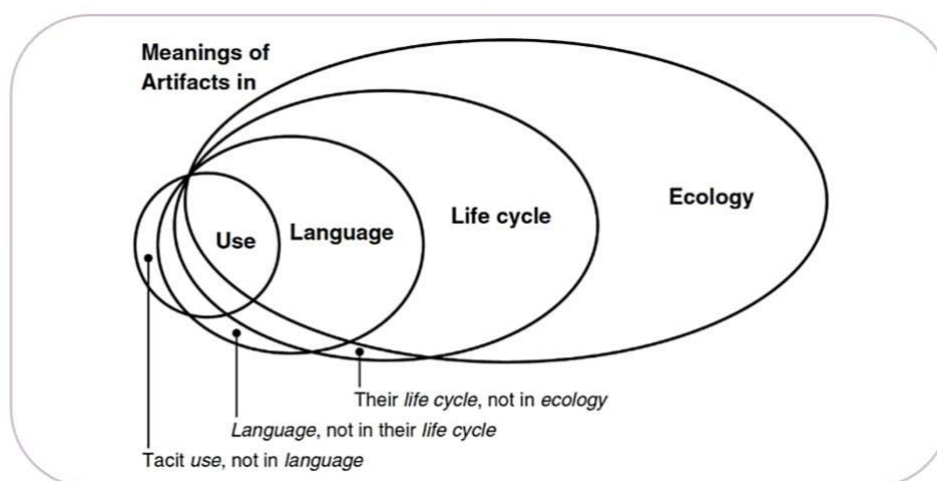 Meanings of
Artifacts in
Ecology
Life cycle
Language
Use
Their life cycle, not in ecology
Language, not in their life cycle
Tacit use, not in language